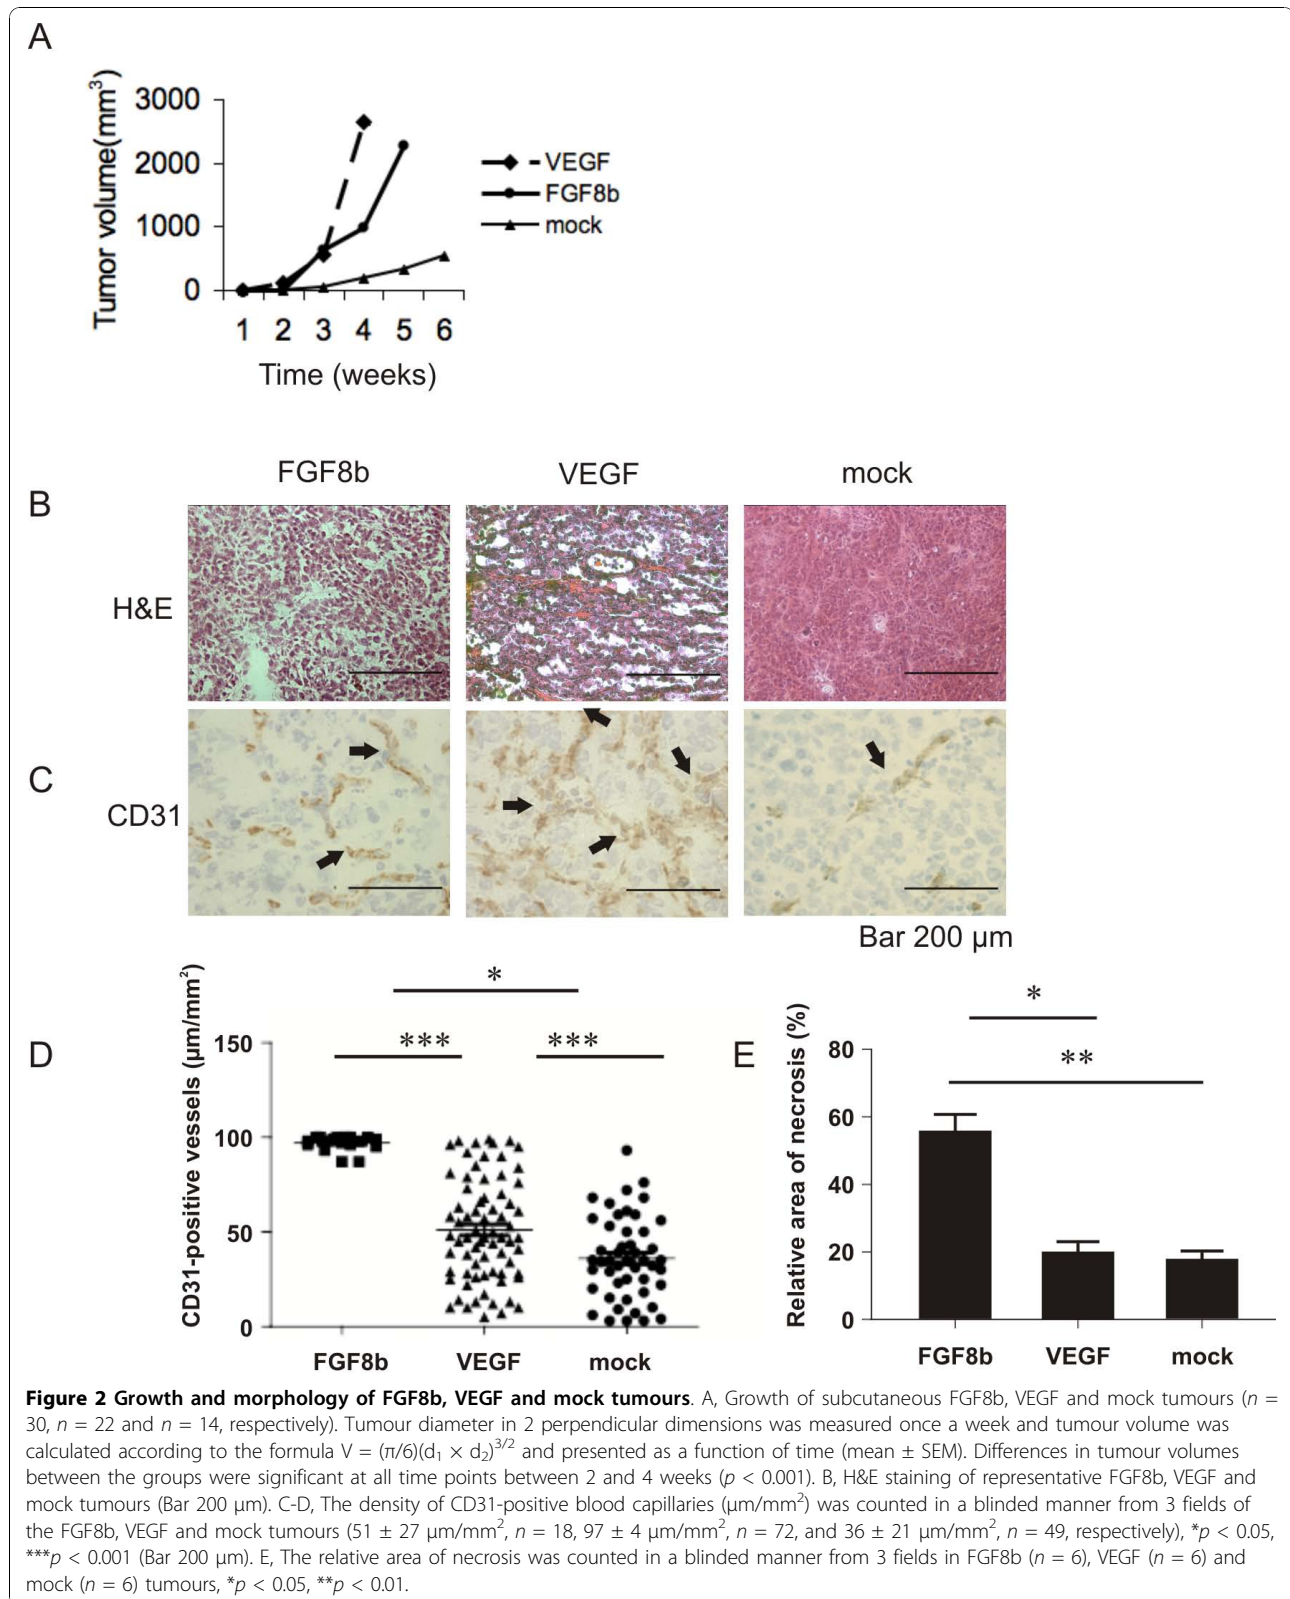 A
Tumor volume(mm³)
3000
2000
1000
0
1 2 3 4 5 6
Time (weeks)
VEGF
FGF8b
mock
FGF8b VEGF mock
B
H&E
C
CD31
Bar 200 µm
D
CD31-positive vessels (µm/mm²)
150
100
50
0
*
*** ***
FGF8b VEGF mock
E
Relative area of necrosis (%)
80
60
40
20
0
*
**
FGF8b VEGF mock
Figure 2 Growth and morphology of FGF8b, VEGF and mock tumours. A, Growth of subcutaneous FGF8b, VEGF and mock tumours (n =
30, n = 22 and n = 14, respectively). Tumour diameter in 2 perpendicular dimensions was measured once a week and tumour volume was
calculated according to the formula V = (π/6)(d₁ × d₂)³/² and presented as a function of time (mean ± SEM). Differences in tumour volumes
between the groups were significant at all time points between 2 and 4 weeks (p < 0.001). B, H&E staining of representative FGF8b, VEGF and
mock tumours (Bar 200 µm). C-D, The density of CD31-positive blood capillaries (µm/mm²) was counted in a blinded manner from 3 fields of
the FGF8b, VEGF and mock tumours (51 ± 27 µm/mm², n = 18, 97 ± 4 µm/mm², n = 72, and 36 ± 21 µm/mm², n = 49, respectively), *p < 0.05,
***p < 0.001 (Bar 200 µm). E, The relative area of necrosis was counted in a blinded manner from 3 fields in FGF8b (n = 6), VEGF (n = 6) and
mock (n = 6) tumours, *p < 0.05, **p < 0.01.